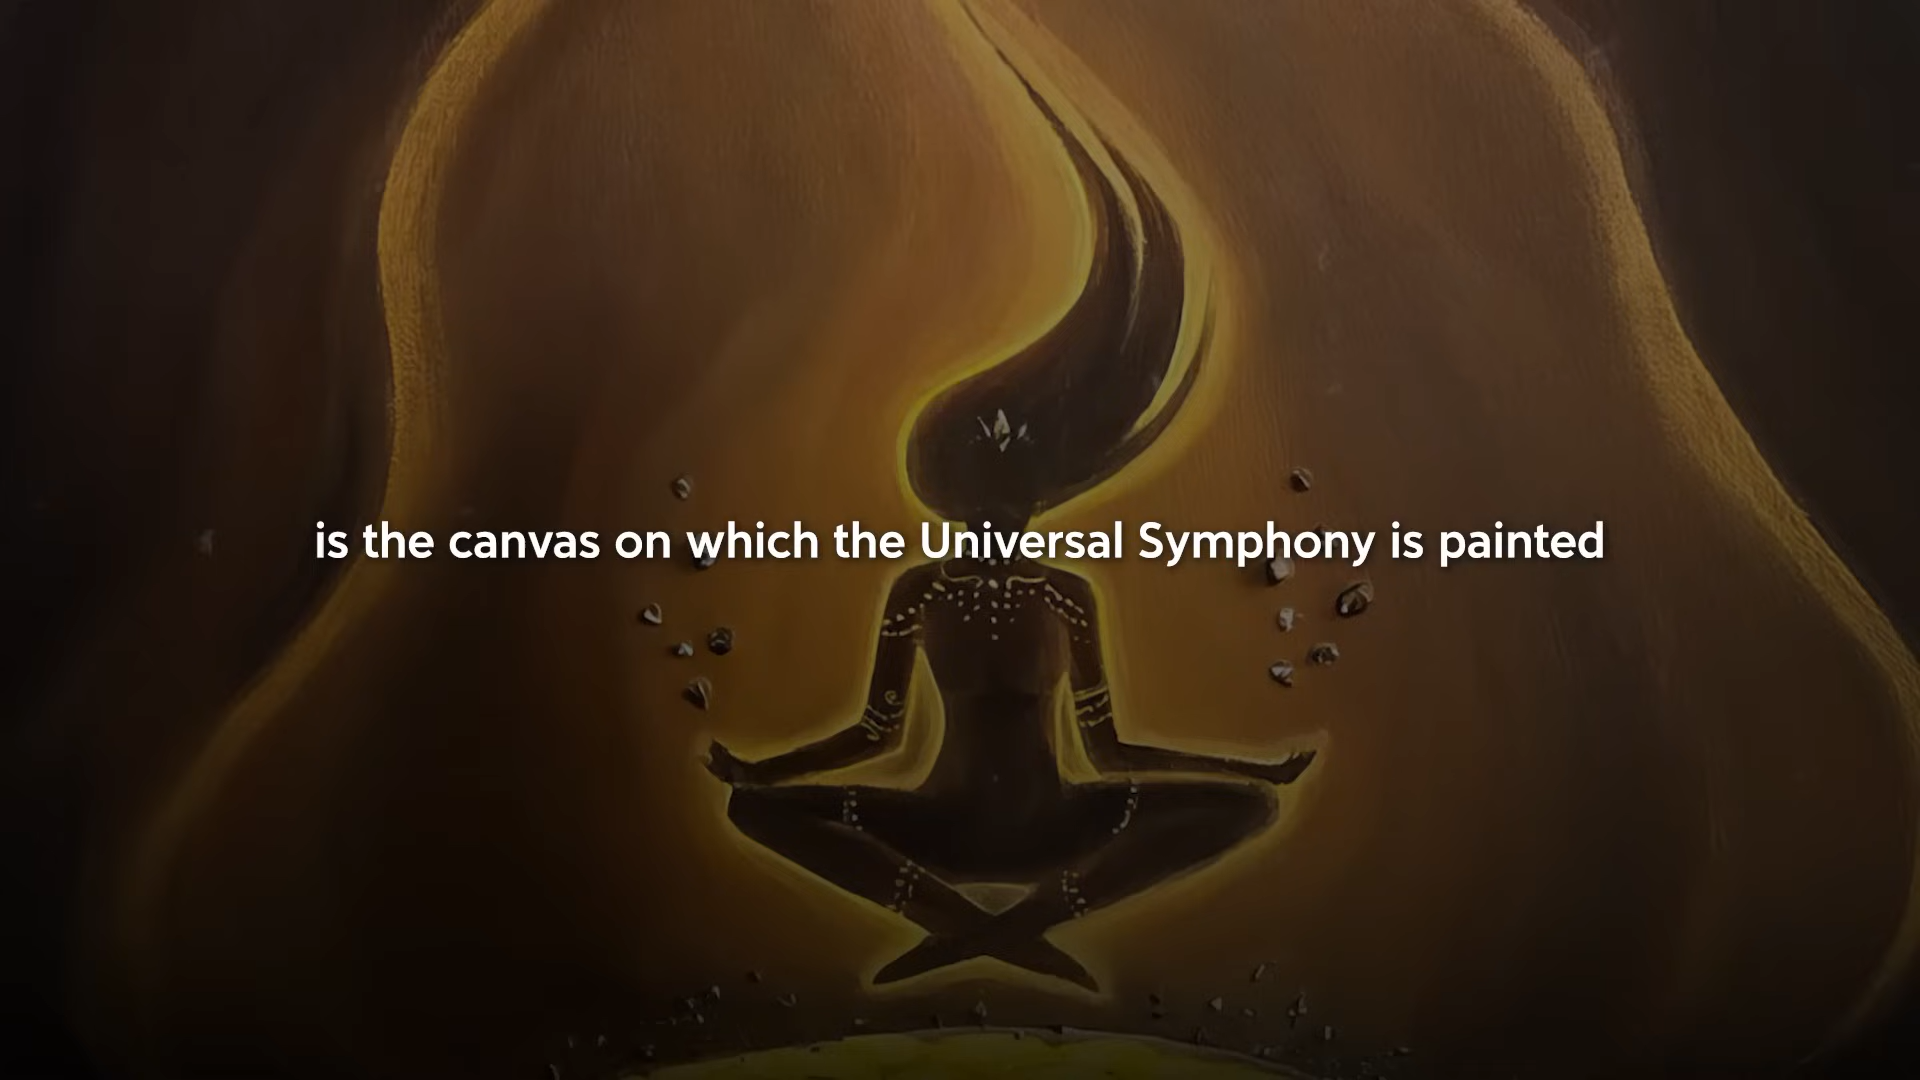 is the canvas on which the Universal Symphony is painted